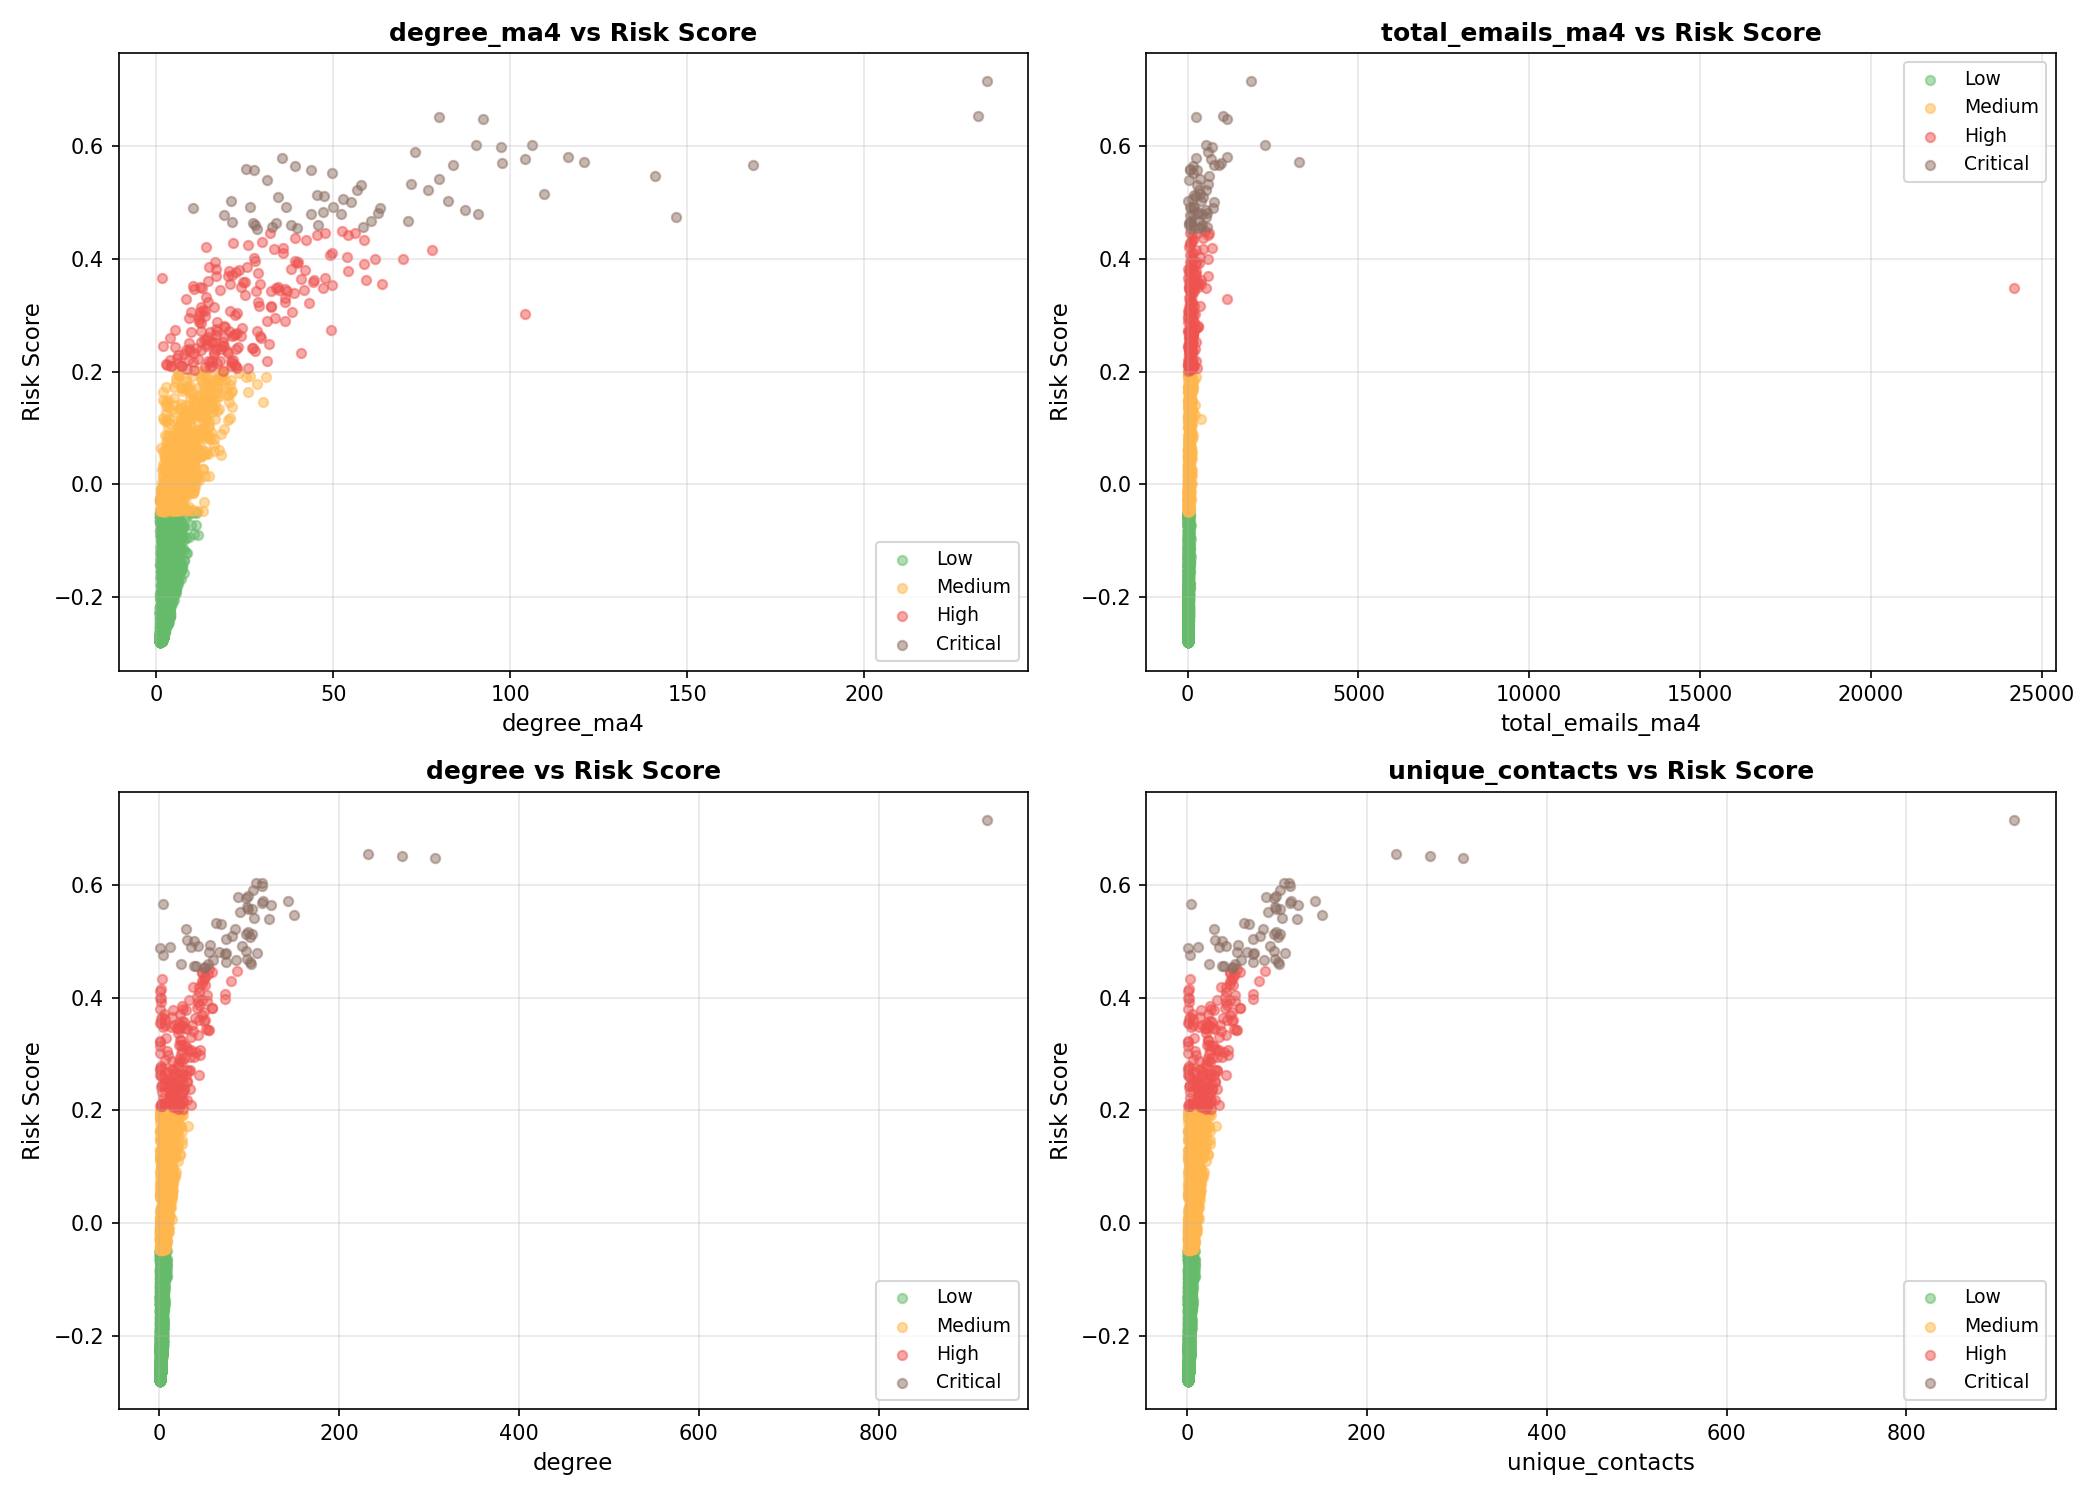 degree_ma4 vs Risk Score
Risk Score
0.6
0.4
0.2
0.0
−0.2
0
50
100
150
200
degree_ma4
Low
Medium
High
Critical
total_emails_ma4 vs Risk Score
Risk Score
0.6
0.4
0.2
0.0
−0.2
0
5000
10000
15000
20000
25000
total_emails_ma4
Low
Medium
High
Critical
degree vs Risk Score
Risk Score
0.6
0.4
0.2
0.0
−0.2
0
200
400
600
800
degree
Low
Medium
High
Critical
unique_contacts vs Risk Score
Risk Score
0.6
0.4
0.2
0.0
−0.2
0
200
400
600
800
unique_contacts
Low
Medium
High
Critical